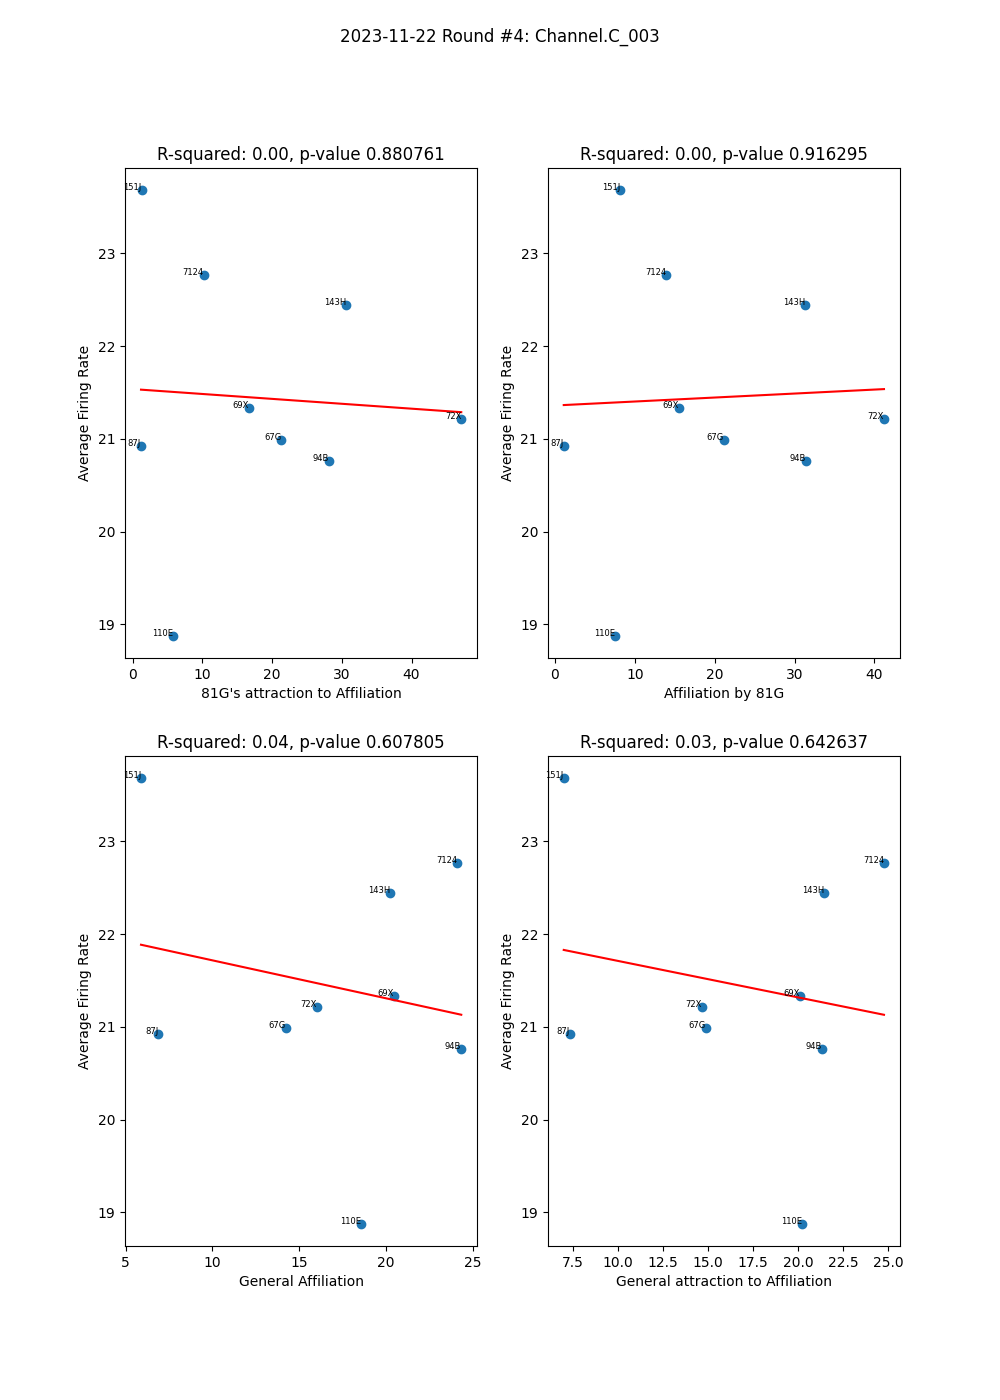 2023-11-22 Round #4: Channel.C_003
R-squared: 0.00, p-value 0.880761
Average Firing Rate
23
22
21
20
19
151J
7124
143H
69X
72X
67G
87J
94B
110E
0 10 20 30 40
81G's attraction to Affiliation
R-squared: 0.00, p-value 0.916295
Average Firing Rate
23
22
21
20
19
151J
7124
143H
69X
72X
67G
87J
94B
110E
0 10 20 30 40
Affiliation by 81G
R-squared: 0.04, p-value 0.607805
Average Firing Rate
23
22
21
20
19
151J
7124
143H
69X
72X
67G
87J
94B
110E
5 10 15 20 25
General Affiliation
R-squared: 0.03, p-value 0.642637
Average Firing Rate
23
22
21
20
19
151J
7124
143H
69X
72X
67G
87J
94B
110E
7.5 10.0 12.5 15.0 17.5 20.0 22.5 25.0
General attraction to Affiliation